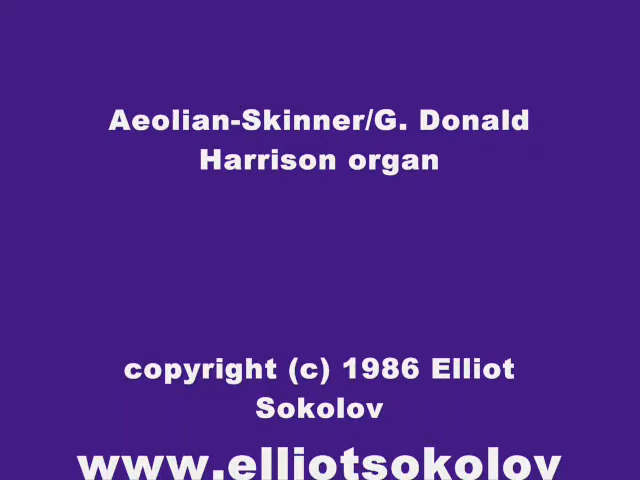 Aeolian-Skinner/G. Donald
Harrison organ
copyright (c) 1986 Elliot
Sokolov
www.elliotsokolov